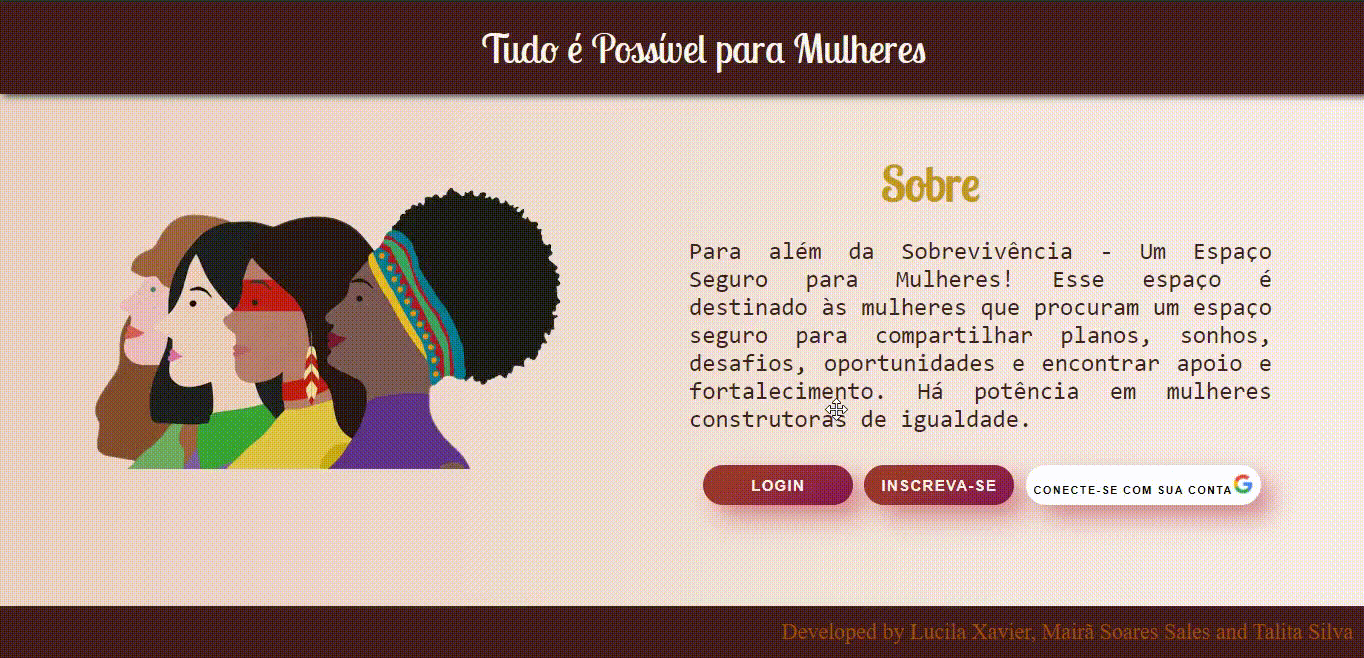 Tudo é Possível para Mulheres
Sobre
Para além da Sobrevivência - Um Espaço
Seguro para Mulheres! Esse espaço é
destinado às mulheres que procuram um espaço
seguro para compartilhar planos, sonhos,
desafios, oportunidades e encontrar apoio e
fortalecimento. Há potência em mulheres
construtoras de igualdade.
LOGIN
INSCREVA-SE
CONECTE-SE COM SUA CONTA
Developed by Lucila Xavier, Mairã Soares Sales and Talita Silva